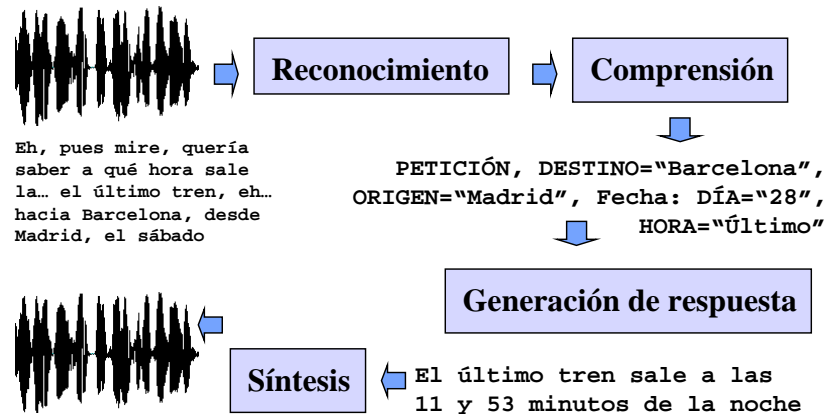 Reconocimiento
Comprensión
Eh, pues mire, quería
saber a qué hora sale
la… el último tren, eh…
hacia Barcelona, desde
Madrid, el sábado
PETICIÓN, DESTINO=“Barcelona”,
ORIGEN=“Madrid”, Fecha: DÍA=“28”,
HORA=“Último”
Generación de respuesta
Síntesis
El último tren sale a las
11 y 53 minutos de la noche